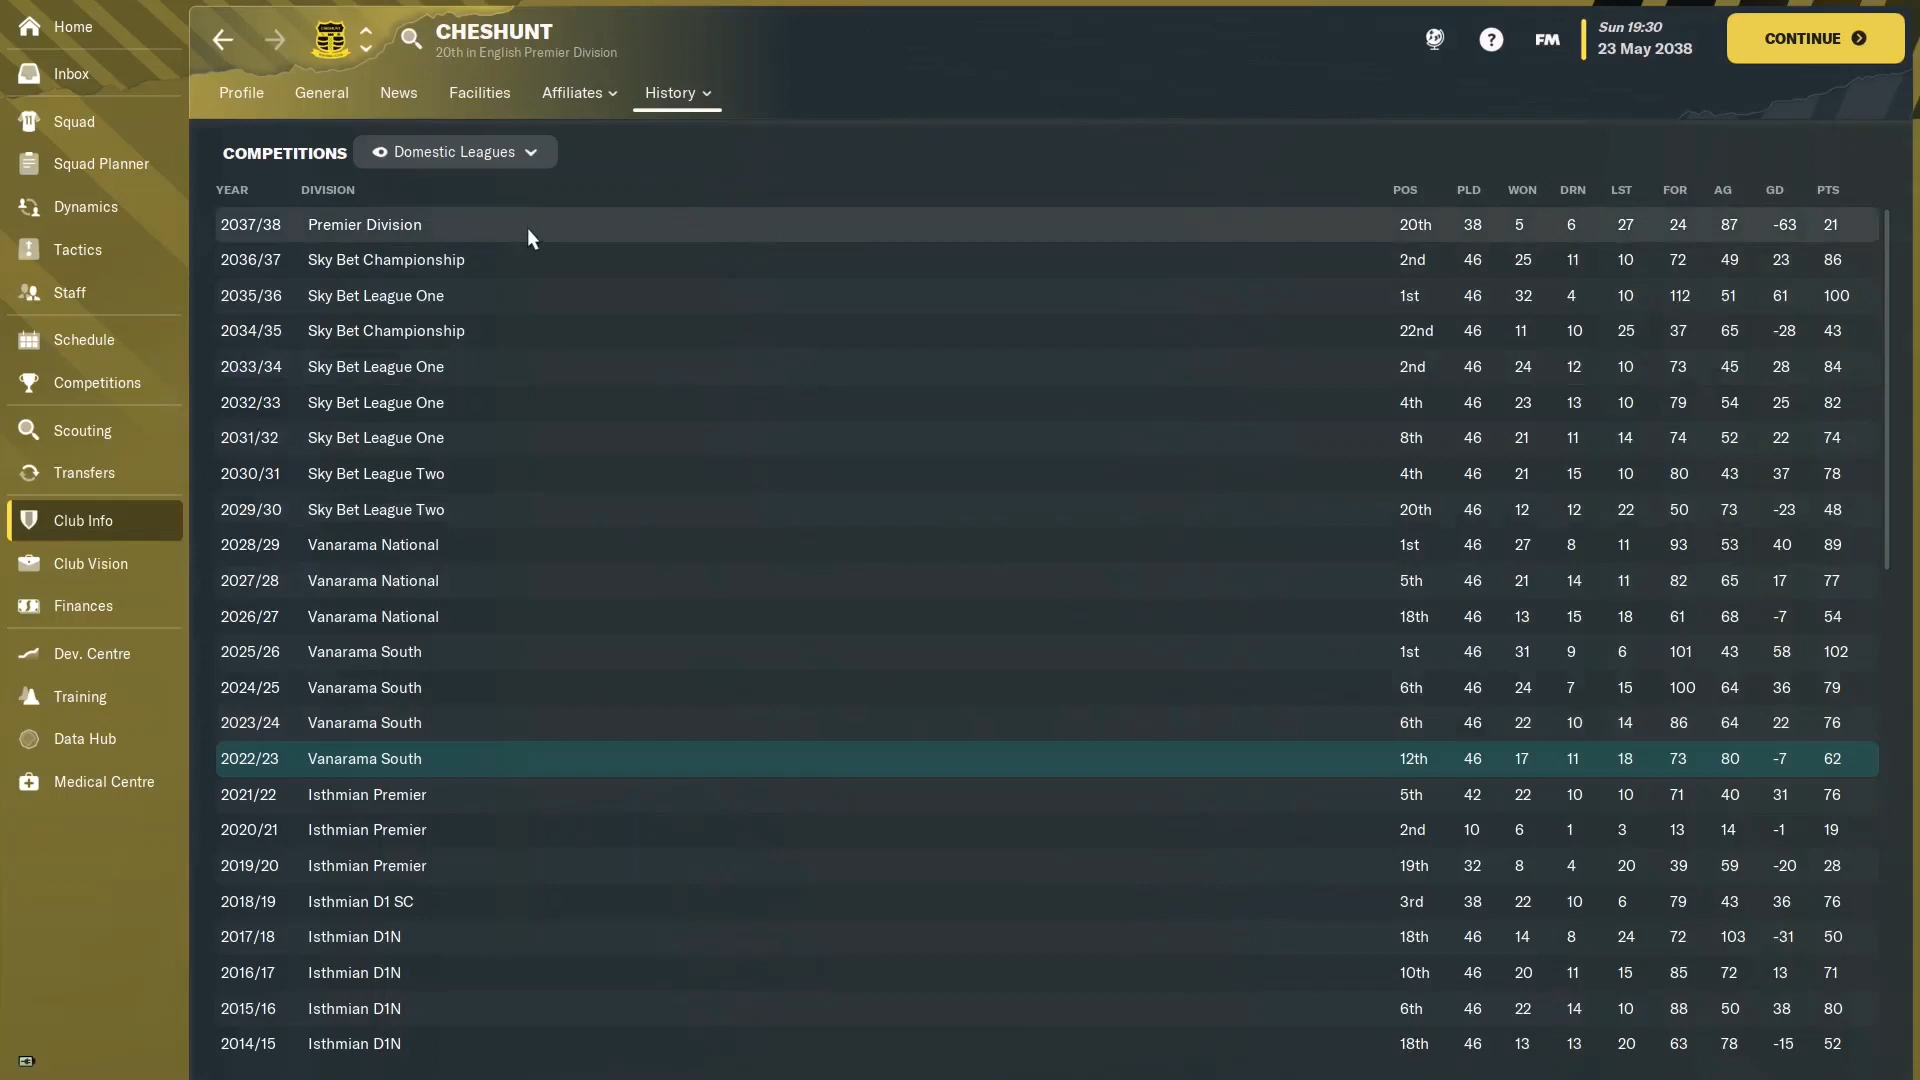 Home
Inbox
Squad
Squad Planner
Dynamics
Tactics
Staff
Schedule
Competitions
Scouting
Transfers
Club Info
Club Vision
Finances
Dev. Centre
Training
Data Hub
Medical Centre
CHESHUNT
20th in English Premier Division
FM
Sun 19:30
23 May 2038
CONTINUE
Profile General News Facilities Affiliates History
COMPETITIONS Domestic Leagues
YEAR DIVISION POS PLD WON DRN LST FOR AG GD PTS
2037/38 Premier Division 20th 38 5 6 27 24 87 -63 21
2036/37 Sky Bet Championship 2nd 46 25 11 10 72 49 23 86
2035/36 Sky Bet League One 1st 46 32 4 10 112 51 61 100
2034/35 Sky Bet Championship 22nd 46 11 10 25 37 65 -28 43
2033/34 Sky Bet League One 2nd 46 24 12 10 73 45 28 84
2032/33 Sky Bet League One 4th 46 23 13 10 79 54 25 82
2031/32 Sky Bet League One 8th 46 21 11 14 74 52 22 74
2030/31 Sky Bet League Two 4th 46 21 15 10 80 43 37 78
2029/30 Sky Bet League Two 20th 46 12 12 22 50 73 -23 48
2028/29 Vanarama National 1st 46 27 8 11 93 53 40 89
2027/28 Vanarama National 5th 46 21 14 11 82 65 17 77
2026/27 Vanarama National 18th 46 13 15 18 61 68 -7 54
2025/26 Vanarama South 1st 46 31 9 6 101 43 58 102
2024/25 Vanarama South 6th 46 24 7 15 100 64 36 79
2023/24 Vanarama South 6th 46 22 10 14 86 64 22 76
2022/23 Vanarama South 12th 46 17 11 18 73 80 -7 62
2021/22 Isthmian Premier 5th 42 22 10 10 71 40 31 76
2020/21 Isthmian Premier 2nd 10 6 1 3 13 14 -1 19
2019/20 Isthmian Premier 19th 32 8 4 20 39 59 -20 28
2018/19 Isthmian D1 SC 3rd 38 22 10 6 79 43 36 76
2017/18 Isthmian D1N 18th 46 14 8 24 72 103 -31 50
2016/17 Isthmian D1N 10th 46 20 11 15 85 72 13 71
2015/16 Isthmian D1N 6th 46 22 14 10 88 50 38 80
2014/15 Isthmian D1N 18th 46 13 13 20 63 78 -15 52